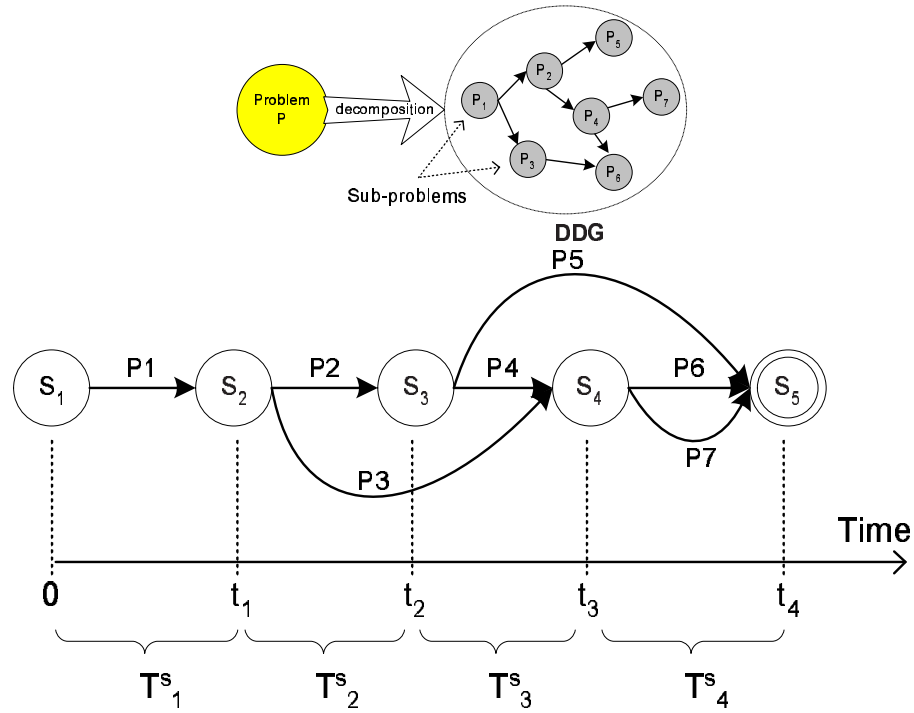 Problem
P
decomposition
P5
P2
P1
P7
P4
P3
P6
Sub-problems
DDG
P5
P1
P2
P4
P6
S1
S2
S3
S4
S5
P3
P7
Time
0
t1
t2
t3
t4
Ts1
Ts2
Ts3
Ts4